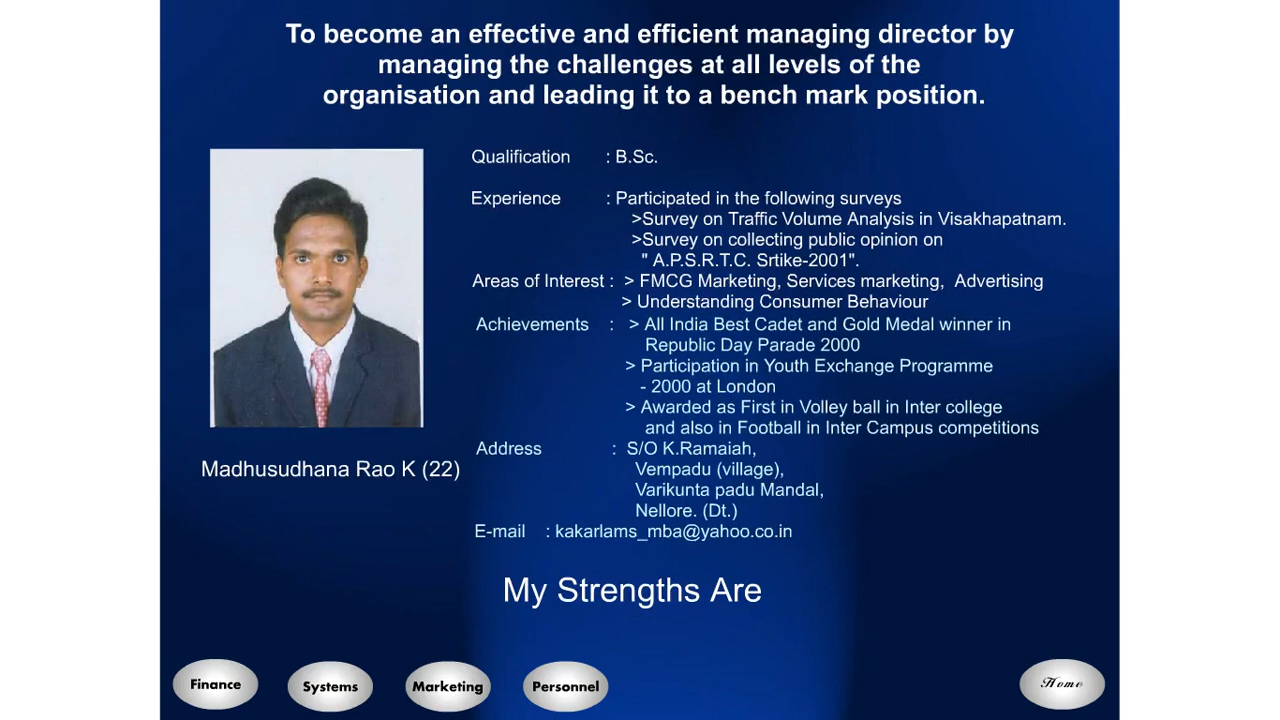 To become an effective and efficient managing director by
managing the challenges at all levels of the
organisation and leading it to a bench mark position.
Qualification : B.Sc.
Experience : Participated in the following surveys
>Survey on Traffic Volume Analysis in Visakhapatnam.
>Survey on collecting public opinion on
" A.P.S.R.T.C. Srtike-2001".
Areas of Interest : > FMCG Marketing, Services marketing, Advertising
> Understanding Consumer Behaviour
Achievements : > All India Best Cadet and Gold Medal winner in
Republic Day Parade 2000
> Participation in Youth Exchange Programme
- 2000 at London
> Awarded as First in Volley ball in Inter college
and also in Football in Inter Campus competitions
Address : S/O K.Ramaiah,
Vempadu (village),
Varikunta padu Mandal,
Nellore. (Dt.)
E-mail : kakarlams_mba@yahoo.co.in
Madhusudhana Rao K (22)
My Strengths Are
Finance
Systems
Marketing
Personnel
Home